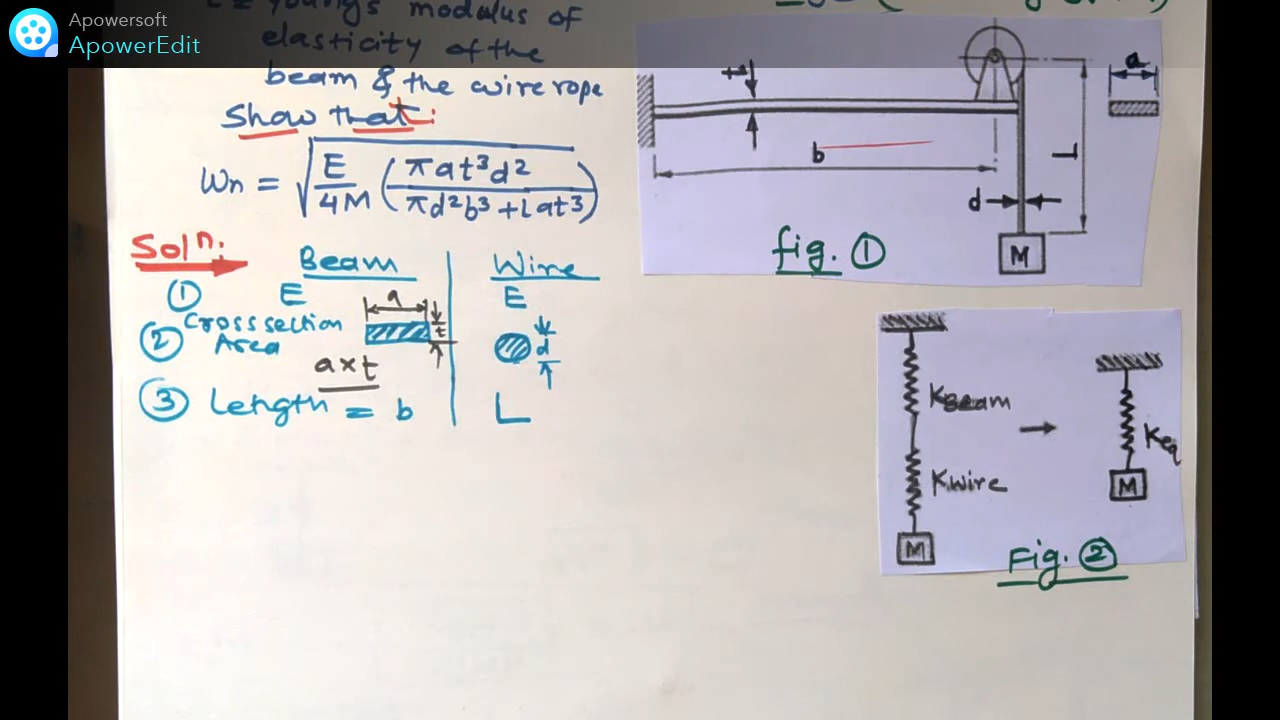 Apowersoft
ApowerEdit
Young's modulus of
elasticity of the
beam & the wire rope
Show that:
Wn = √ E/4M ( πat³d² / πd²b³ + Lat³ )
Soln.
Beam
Wire
① E
E
② Cross section
Area
a
t
d
a×t
③ Length = b
L
t
a
b
L
d
M
fig. ①
KBeam
Kwire
M
Keq
M
Fig. ②